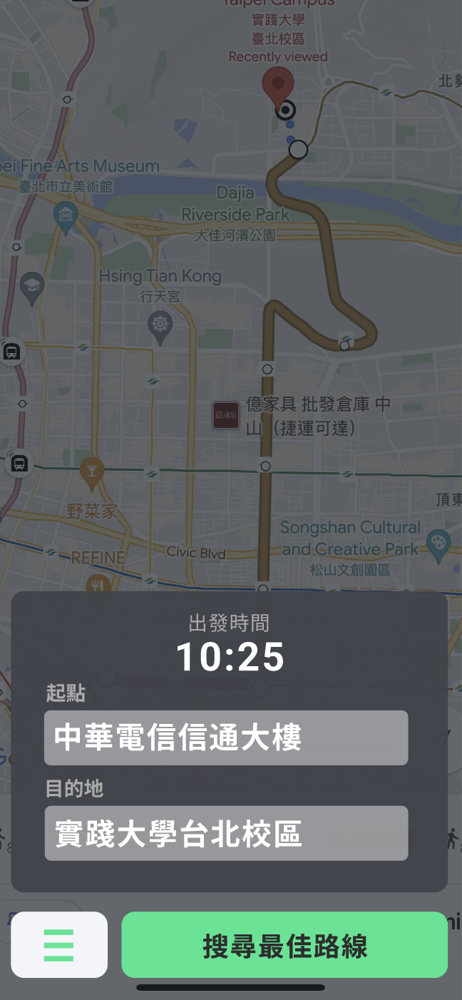 Taipei Campus
實踐大學
臺北校區
Recently viewed
pei Fine Arts Museum
臺北市立美術館
Dajia
Riverside Park
大佳河濱公園
Hsing Tian Kong
行天宮
億家具 批發倉庫 中
山（捷運可達）
頂東
野菜家
Songshan Cultural
and Creative Park
松山文創園區
REFINE
Civic Blvd
出發時間
10:25
起點
中華電信信通大樓
目的地
實踐大學台北校區
搜尋最佳路線